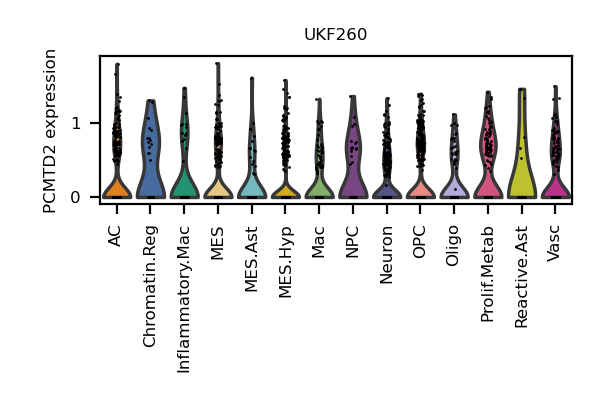 UKF260
PCMTD2 expression
1
0
AC
Chromatin.Reg
Inflammatory.Mac
MES
MES.Ast
MES.Hyp
Mac
NPC
Neuron
OPC
Oligo
Prolif.Metab
Reactive.Ast
Vasc